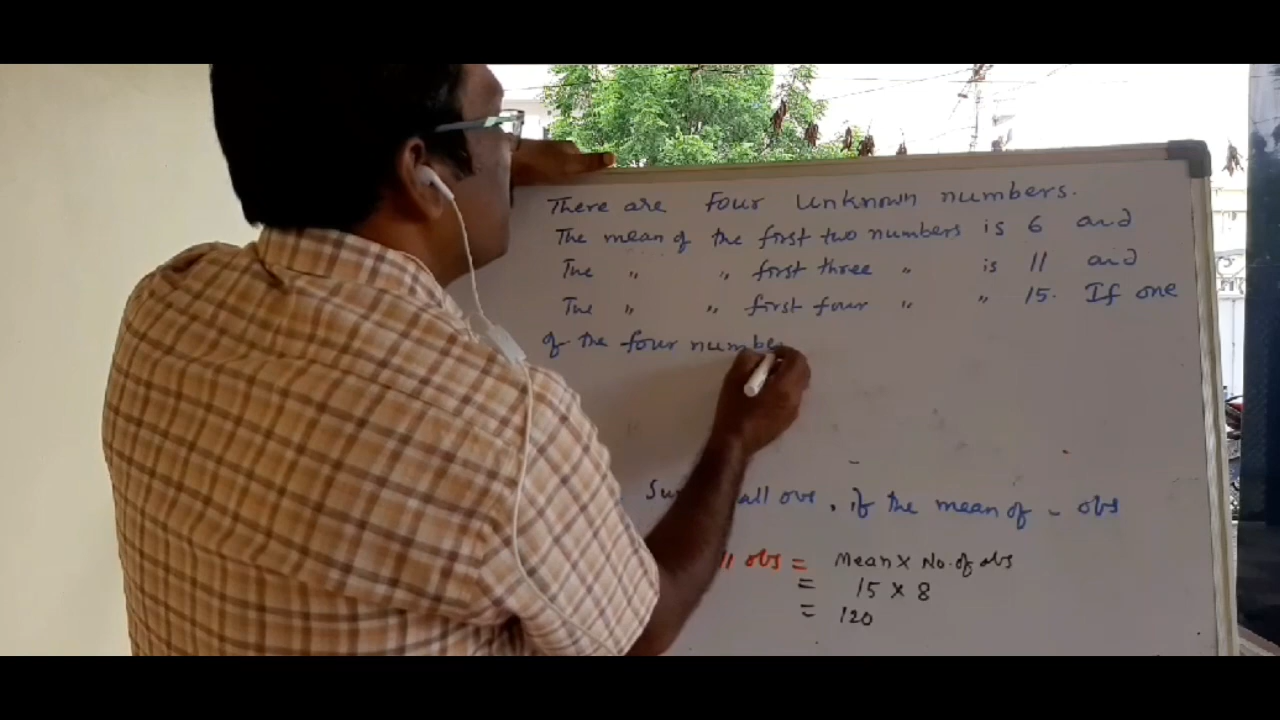 There are four unknown numbers.
The mean of the first two numbers is 6 and
The " " first three " is 11 and
The " " first four " " 15. If one
of the four numbe
all obs, if the mean of - obs
obs = Mean x No. of obs
= 15 x 8
= 120